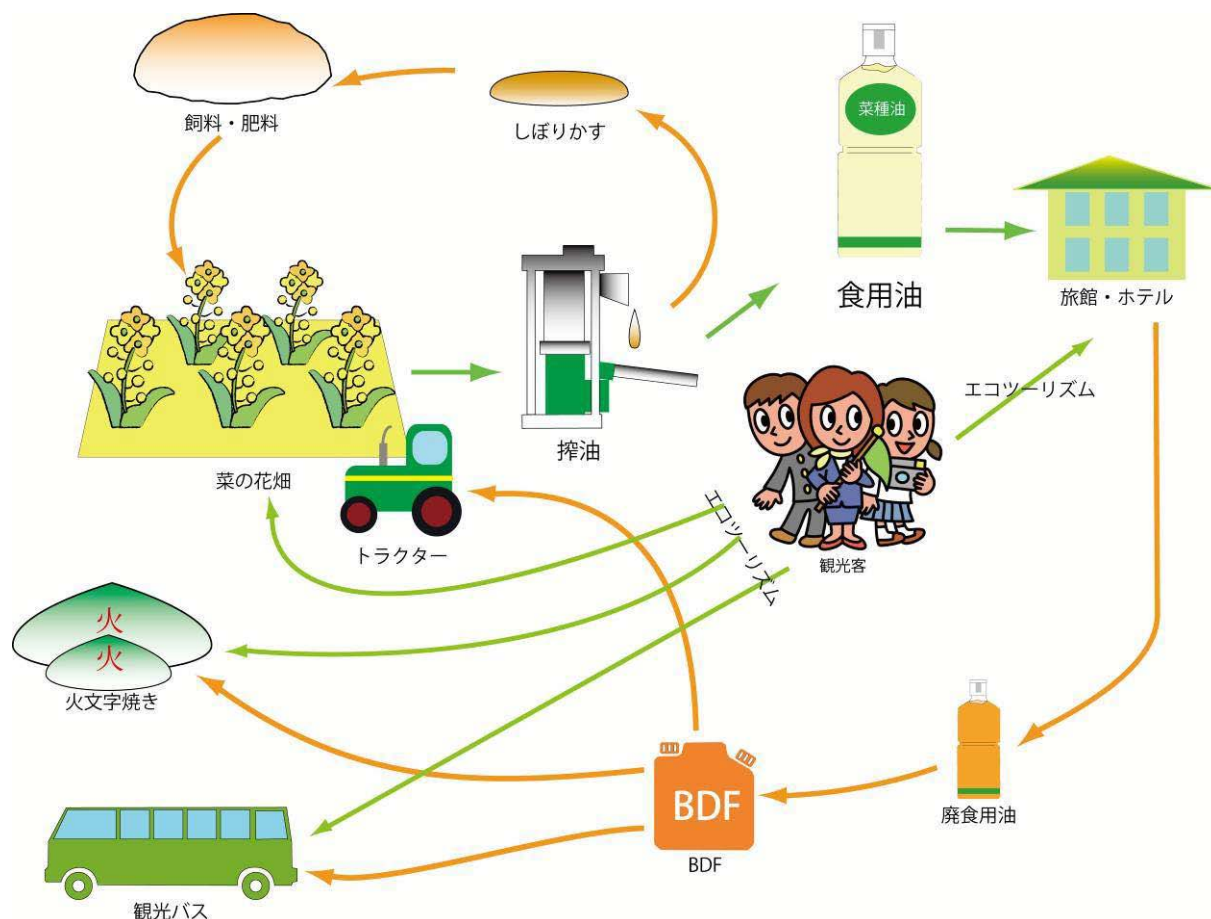 飼料・肥料
しぼりかす
菜種油
食用油
旅館・ホテル
エコツーリズム
搾油
菜の花畑
トラクター
エコツーリズム
観光客
火
火
火文字焼き
BDF
BDF
廃食用油
観光バス